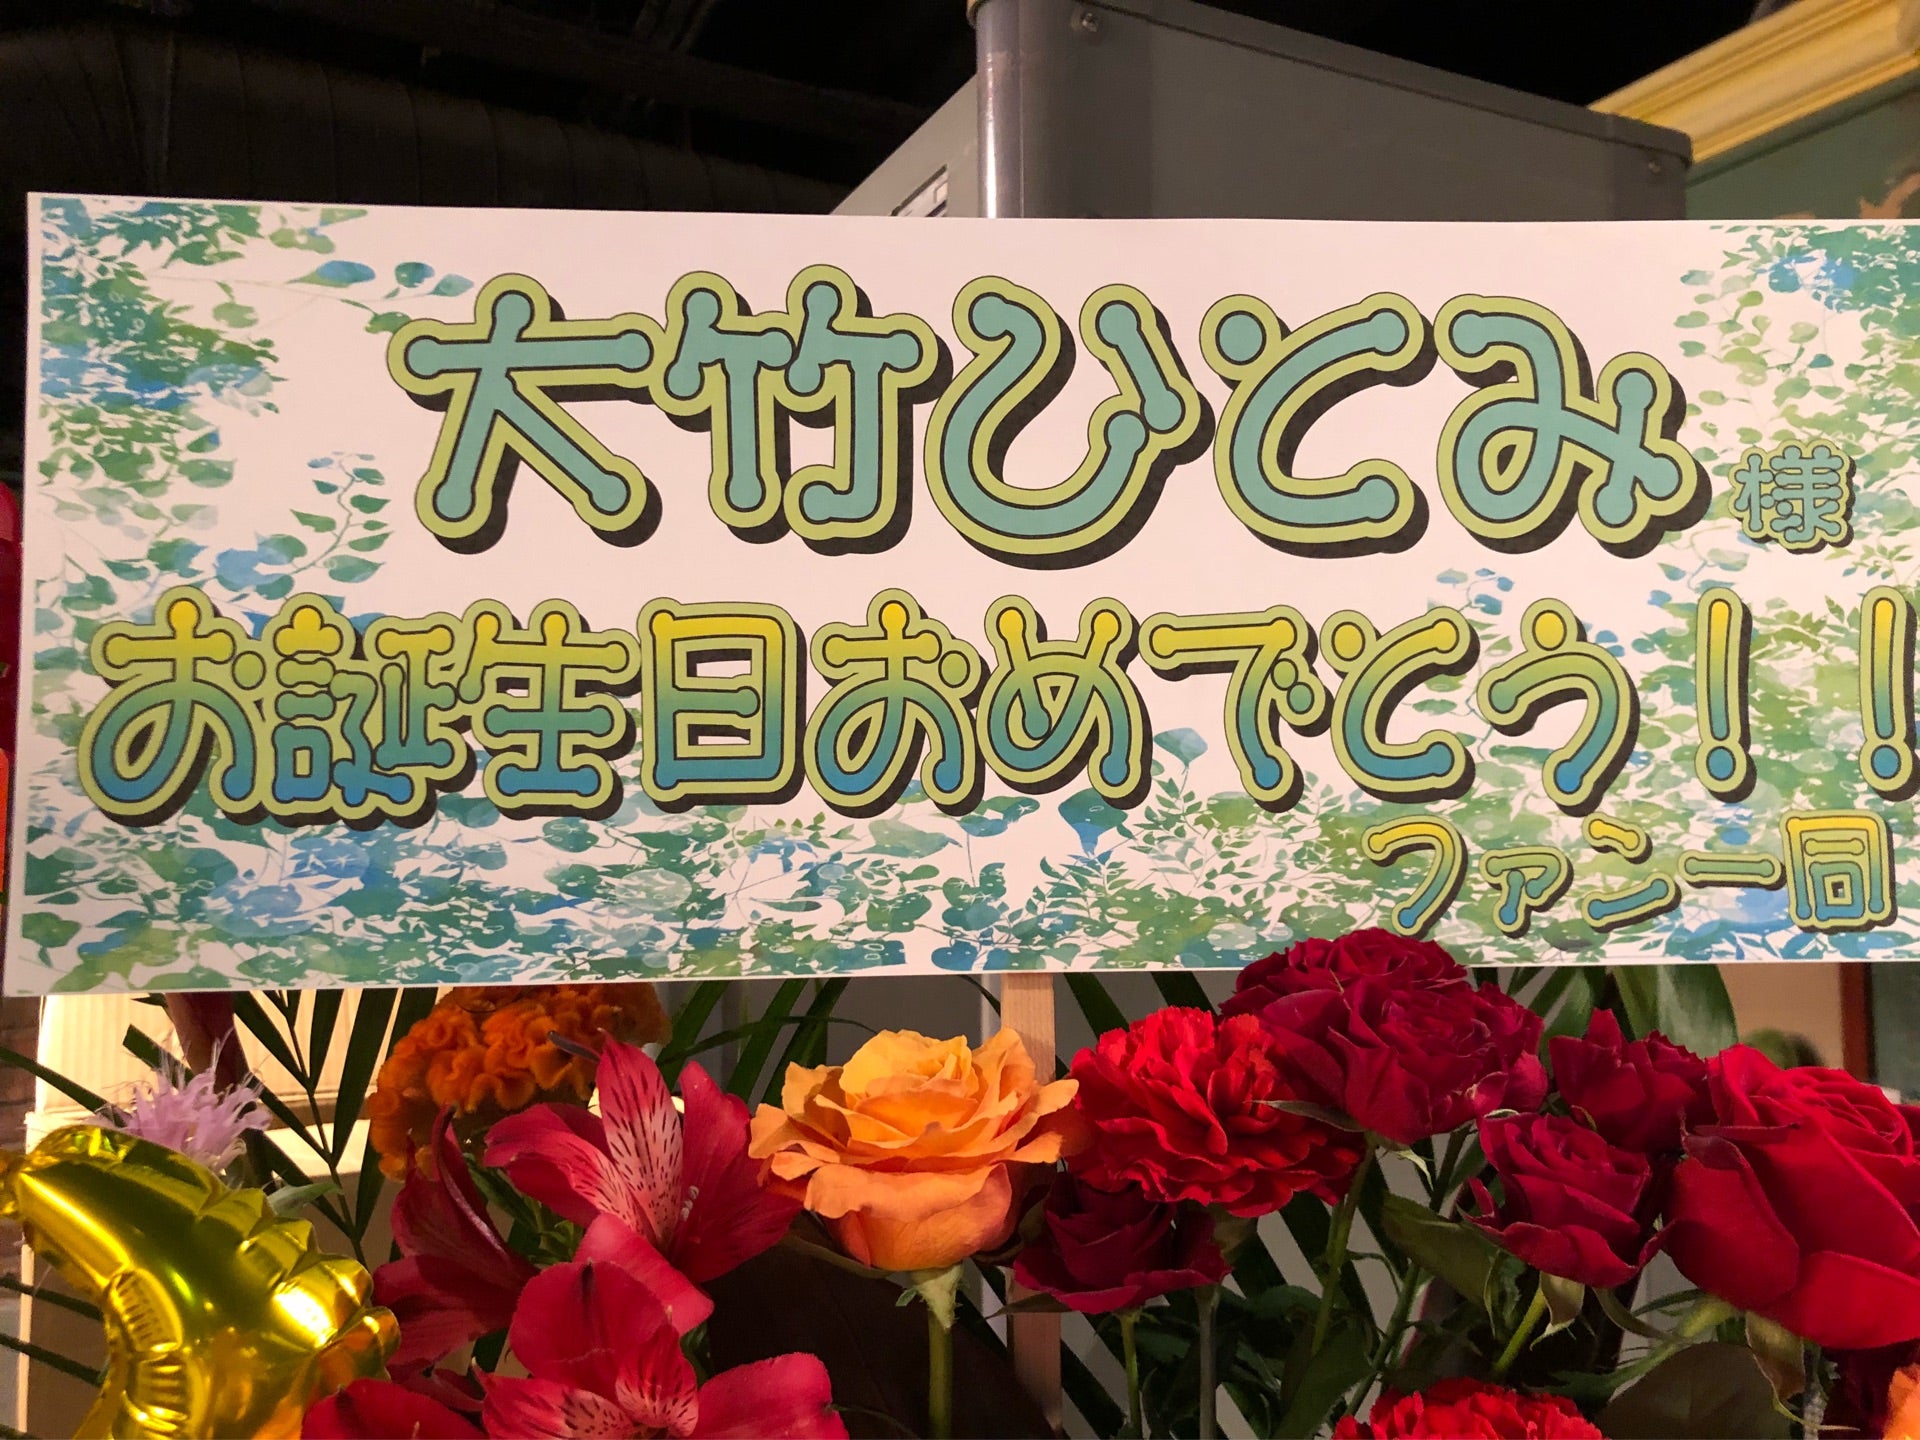 大竹ひとみ様
お誕生日おめでとう！！
ファン一同